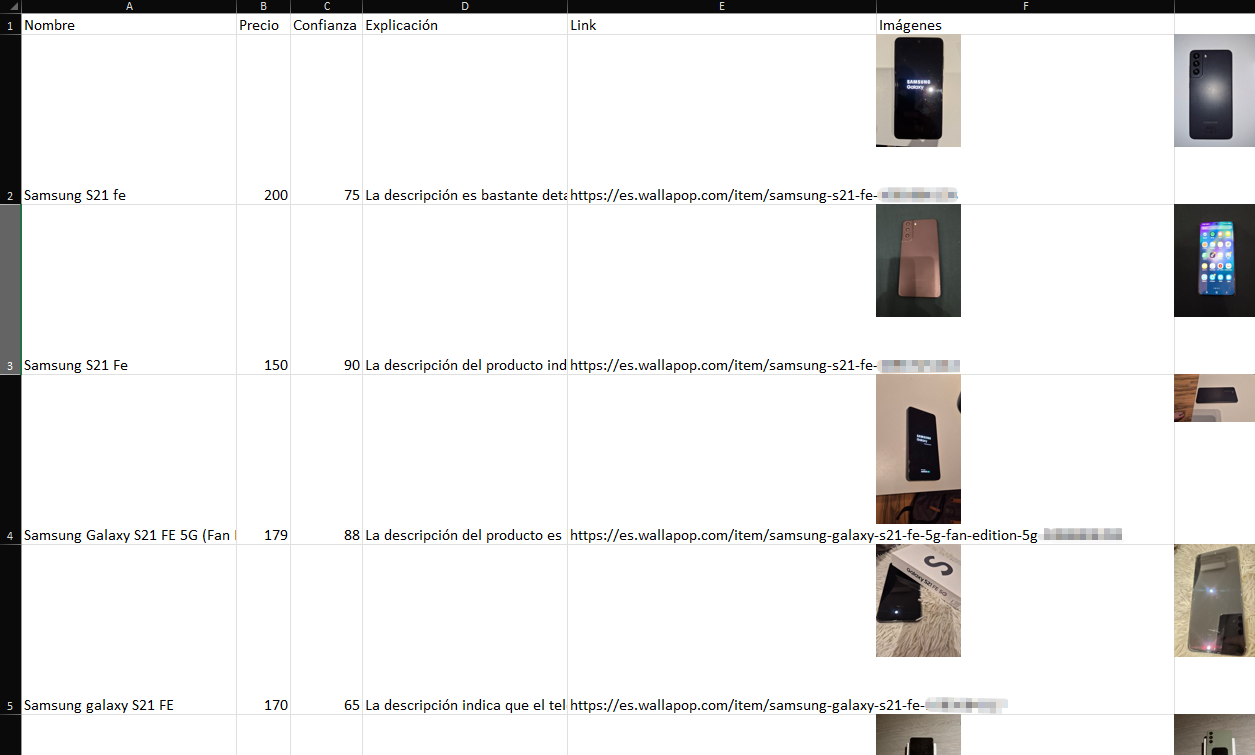 A B C D E F
1 Nombre Precio Confianza Explicación Link Imágenes
SAMSUNG
Galaxy
2 Samsung S21 fe 200 75 La descripción es bastante deta https://es.wallapop.com/item/samsung-s21-fe-
3 Samsung S21 Fe 150 90 La descripción del producto ind https://es.wallapop.com/item/samsung-s21-fe-
SAMSUNG
Galaxy
4 Samsung Galaxy S21 FE 5G (Fan 179 88 La descripción del producto es https://es.wallapop.com/item/samsung-galaxy-s21-fe-5g-fan-edition-5g-
S
Galaxy S21 FE 5G
5 Samsung galaxy S21 FE 170 65 La descripción indica que el tel https://es.wallapop.com/item/samsung-galaxy-s21-fe-